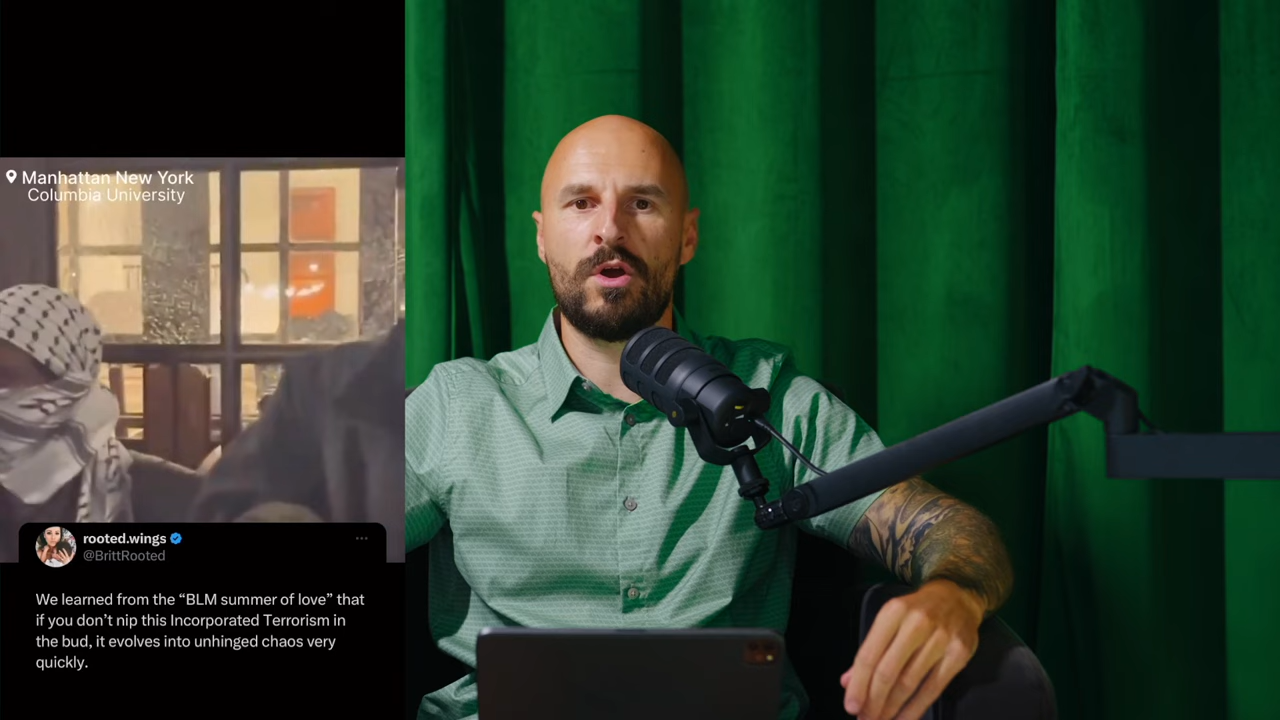 Manhattan New York
Columbia University
rooted.wings
@BrittRooted
We learned from the “BLM summer of love” that
if you don’t nip this Incorporated Terrorism in
the bud, it evolves into unhinged chaos very
quickly.